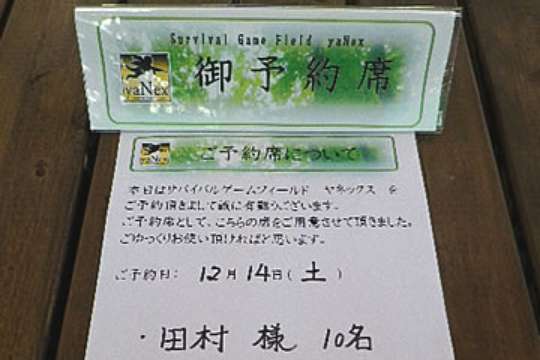 Survival Game Field yaNex
yaNex
御予約席
yaNex
ご予約席について
本日はサバイバルゲームフィールド ヤネックス を
ご予約頂きまして誠に有難うございます。
ご予約席として、こちらの席をご用意させて頂きました。
ごゆっくりお使い頂ければと思います。
ご予約日: 12月14日(土)
・田村 様 10名